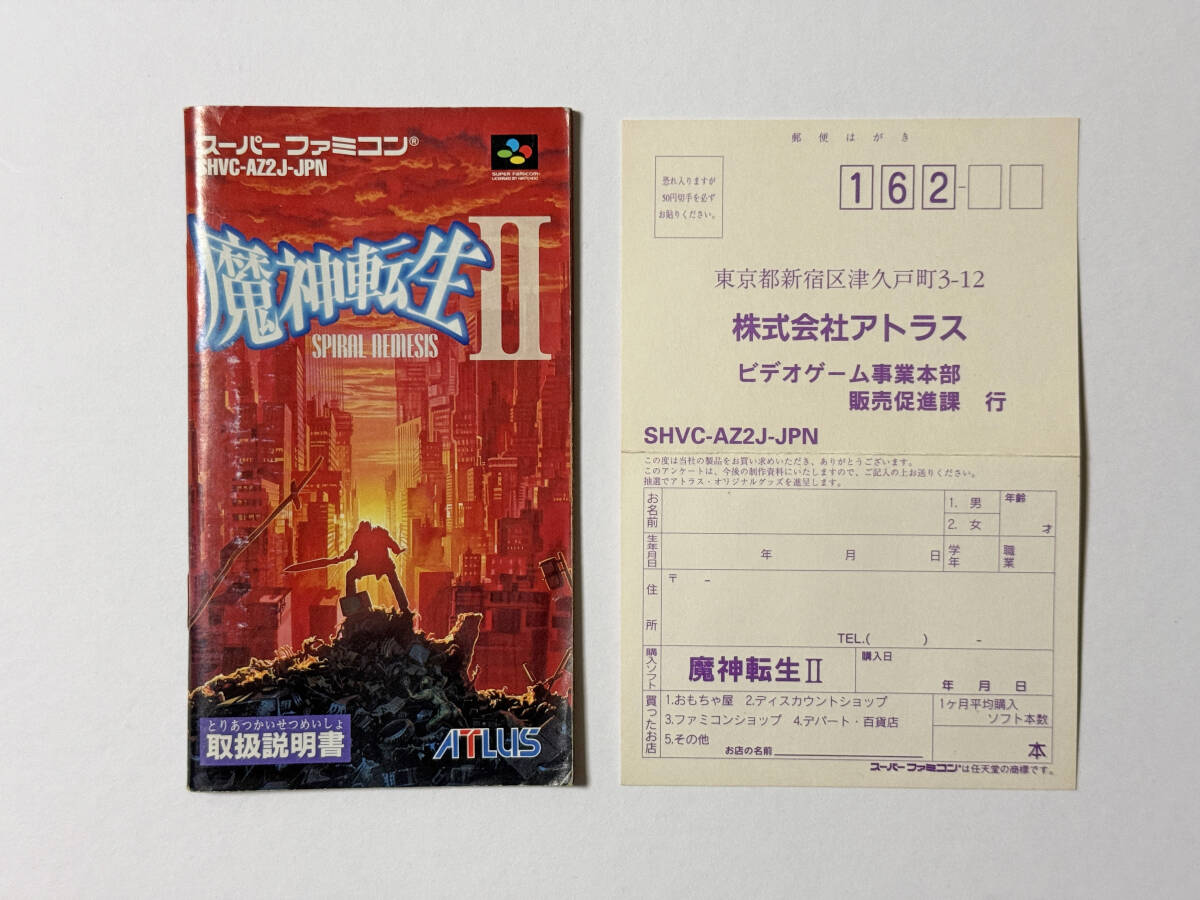 スーパーファミコン®
SHVC-AZ2J-JPN
SUPER FAMICOM
LICENSED BY NINTENDO
魔神転生II
SPIRAL NEMESIS
とりあつかいせつめいしょ
取扱説明書
ATLUS
郵便はがき
恐れ入りますが
50円切手を必ず
お貼りください。
162-
東京都新宿区津久戸町3-12
株式会社アトラス
ビデオゲーム事業本部
販売促進課 行
SHVC-AZ2J-JPN
この度は当社の製品をお買い求めいただき、ありがとうございます。
このアンケートは、今後の制作資料にいたしますので、ご記入の上お送りください。
抽選でアトラス・オリジナルグッズを進呈します。
お名前
1. 男
2. 女
年齢
才
生年月日
年 月 日
学年
職業
住所
〒 -
TEL.( ) -
購入ソフト
魔神転生II
購入日
年 月 日
買ったお店
1.おもちゃ屋 2.ディスカウントショップ
3.ファミコンショップ 4.デパート・百貨店
5.その他
お店の名前
1ヶ月平均購入
ソフト本数
本
スーパーファミコン®は任天堂の商標です。